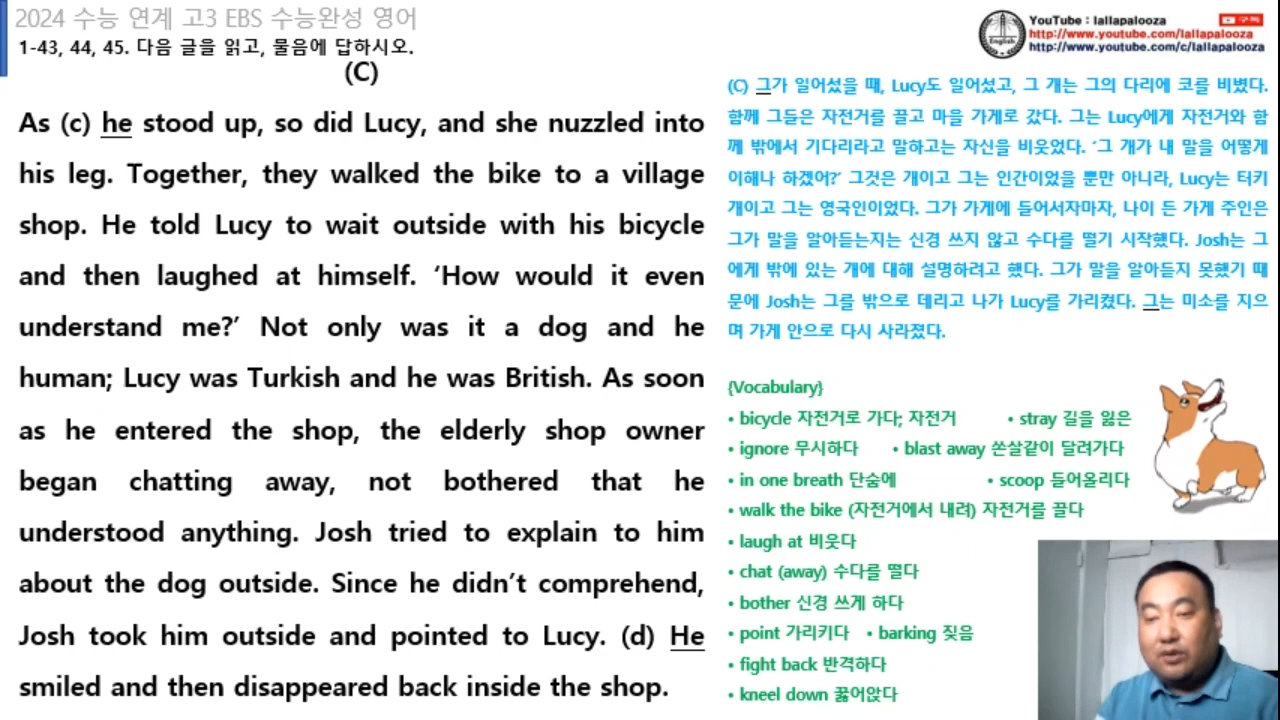 2024 수능 연계 고3 EBS 수능완성 영어
1-43, 44, 45. 다음 글을 읽고, 물음에 답하시오.
YouTube : lallapalooza
구독
http://www.youtube.com/lallapalooza
http://www.youtube.com/c/lallapalooza
English
(C)
As (c) he stood up, so did Lucy, and she nuzzled into
his leg. Together, they walked the bike to a village
shop. He told Lucy to wait outside with his bicycle
and then laughed at himself. ‘How would it even
understand me?’ Not only was it a dog and he
human; Lucy was Turkish and he was British. As soon
as he entered the shop, the elderly shop owner
began chatting away, not bothered that he
understood anything. Josh tried to explain to him
about the dog outside. Since he didn’t comprehend,
Josh took him outside and pointed to Lucy. (d) He
smiled and then disappeared back inside the shop.
(C) 그가 일어섰을 때, Lucy도 일어섰고, 그 개는 그의 다리에 코를 비볐다.
함께 그들은 자전거를 끌고 마을 가게로 갔다. 그는 Lucy에게 자전거와 함
께 밖에서 기다리라고 말하고는 자신을 비웃었다. ‘그 개가 내 말을 어떻게
이해나 하겠어?’ 그것은 개이고 그는 인간이었을 뿐만 아니라, Lucy는 터키
개이고 그는 영국인이었다. 그가 가게에 들어서자마자, 나이 든 가게 주인은
그가 말을 알아듣는지는 신경 쓰지 않고 수다를 떨기 시작했다. Josh는 그
에게 밖에 있는 개에 대해 설명하려고 했다. 그가 말을 알아듣지 못했기 때
문에 Josh는 그를 밖으로 데리고 나가 Lucy를 가리켰다. 그는 미소를 지으
며 가게 안으로 다시 사라졌다.
{Vocabulary}
• bicycle 자전거로 가다; 자전거 • stray 길을 잃은
• ignore 무시하다 • blast away 쏜살같이 달려가다
• in one breath 단숨에 • scoop 들어올리다
• walk the bike (자전거에서 내려) 자전거를 끌다
• laugh at 비웃다
• chat (away) 수다를 떨다
• bother 신경 쓰게 하다
• point 가리키다 • barking 짖음
• fight back 반격하다
• kneel down 꿇어앉다